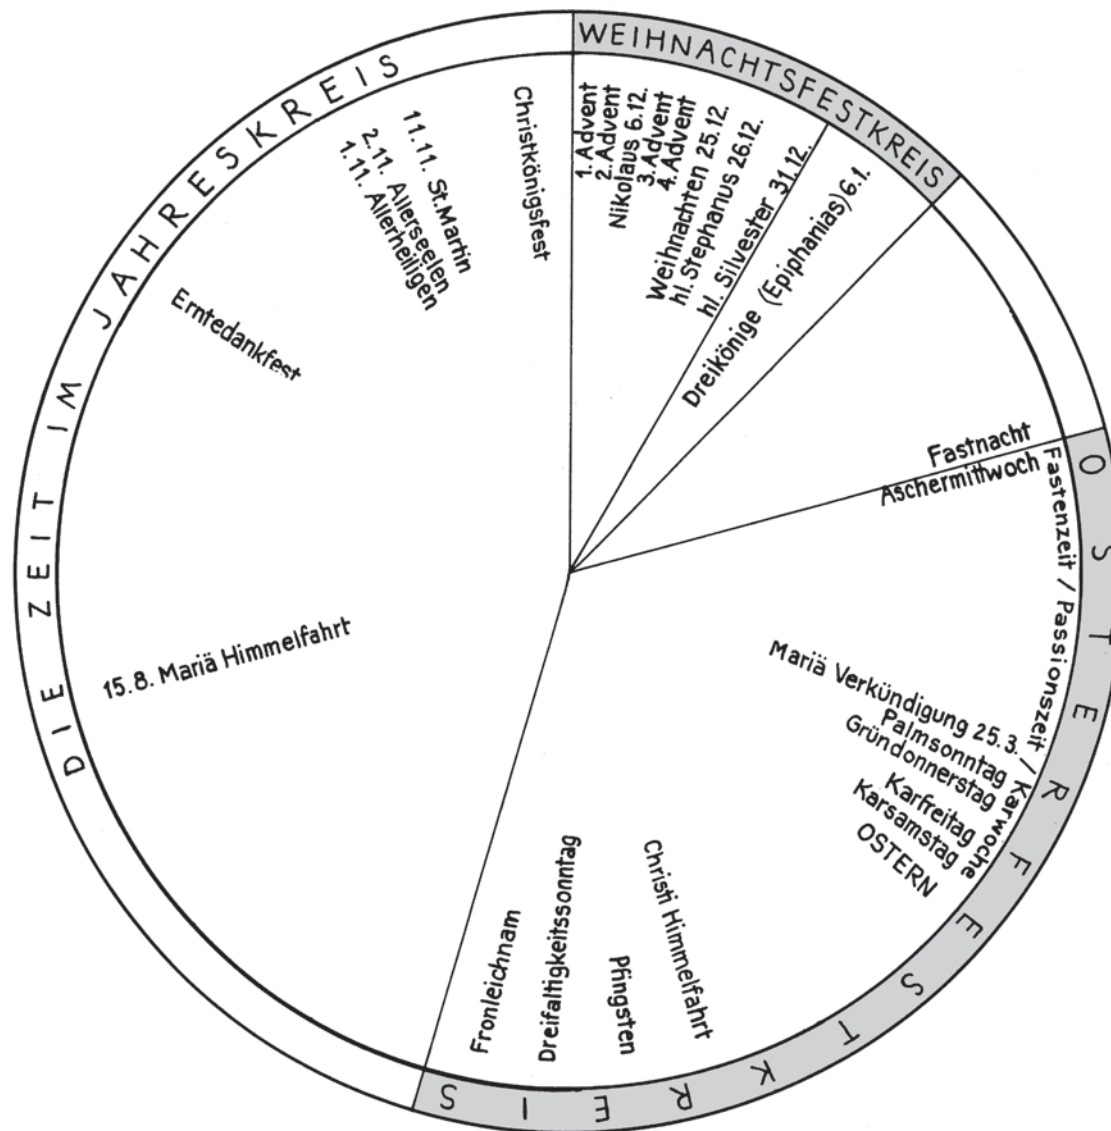 WEIHNACHTSFESTKREIS
1. Advent
2. Advent
Nikolaus 6.12.
3. Advent
4. Advent
Weihnachten 25.12.
hl. Stephanus 26.12.
hl. Silvester 31.12.
Dreikönige (Epiphanias) 6.1.
Fastnacht
Aschermittwoch
OSTERFESTKREIS
Fastenzeit / Passionszeit / Karwoche
Mariä Verkündigung 25.3.
Palmsonntag
Gründonnerstag
Karfreitag
Karsamstag
OSTERN
Christi Himmelfahrt
Pfingsten
Dreifaltigkeitssonntag
Fronleichnam
DIE ZEIT IM JAHRESKREIS
15.8. Mariä Himmelfahrt
Erntedankfest
1.11. Allerheiligen
2.11. Allerseelen
11.11. St. Martin
Christkönigsfest